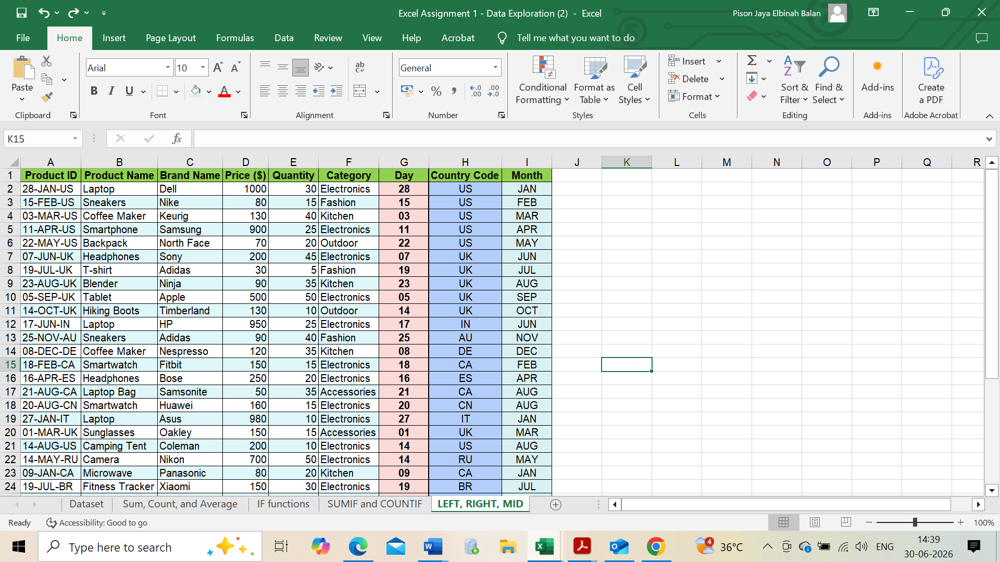 Excel Assignment 1 - Data Exploration (2) - Excel
Pison Jaya Elbinah Balan
File Home Insert Page Layout Formulas Data Review View Help Acrobat Tell me what you want to do
Paste
Clipboard
Arial 10
B I U
Font
ab
Alignment
General
% ,
Number
Conditional Formatting
Format as Table
Cell Styles
Styles
Insert
Delete
Format
Cells
Sort & Filter
Find & Select
Editing
Add-ins
Add-ins
Create a PDF
Adobe Acrobat
K15 fx
A B C D E F G H I J K L M N O P Q R
1 Product ID Product Name Brand Name Price ($) Quantity Category Day Country Code Month
2 28-JAN-US Laptop Dell 1000 30 Electronics 28 US JAN
3 15-FEB-US Sneakers Nike 80 15 Fashion 15 US FEB
4 03-MAR-US Coffee Maker Keurig 130 40 Kitchen 03 US MAR
5 11-APR-US Smartphone Samsung 900 25 Electronics 11 US APR
6 22-MAY-US Backpack North Face 70 20 Outdoor 22 US MAY
7 07-JUN-UK Headphones Sony 200 45 Electronics 07 UK JUN
8 19-JUL-UK T-shirt Adidas 30 5 Fashion 19 UK JUL
9 23-AUG-UK Blender Ninja 90 35 Kitchen 23 UK AUG
10 05-SEP-UK Tablet Apple 500 50 Electronics 05 UK SEP
11 14-OCT-UK Hiking Boots Timberland 130 10 Outdoor 14 UK OCT
12 17-JUN-IN Laptop HP 950 25 Electronics 17 IN JUN
13 25-NOV-AU Sneakers Adidas 90 40 Fashion 25 AU NOV
14 08-DEC-DE Coffee Maker Nespresso 120 35 Kitchen 08 DE DEC
15 18-FEB-CA Smartwatch Fitbit 150 15 Electronics 18 CA FEB
16 16-APR-ES Headphones Bose 250 20 Electronics 16 ES APR
17 21-AUG-CA Laptop Bag Samsonite 50 35 Accessories 21 CA AUG
18 20-AUG-CN Smartwatch Huawei 160 15 Electronics 20 CN AUG
19 27-JAN-IT Laptop Asus 980 10 Electronics 27 IT JAN
20 01-MAR-UK Sunglasses Oakley 150 15 Accessories 01 UK MAR
21 14-AUG-US Camping Tent Coleman 200 10 Electronics 14 US AUG
22 14-MAY-RU Camera Nikon 700 50 Electronics 14 RU MAY
23 09-JAN-CA Microwave Panasonic 80 20 Kitchen 09 CA JAN
24 19-JUL-BR Fitness Tracker Xiaomi 150 30 Electronics 19 BR JUL
Dataset Sum, Count, and Average IF functions SUMIF and COUNTIF LEFT, RIGHT, MID
Ready Accessibility: Good to go 100%
Type here to search
4 36°C ENG 14:39
30-06-2026